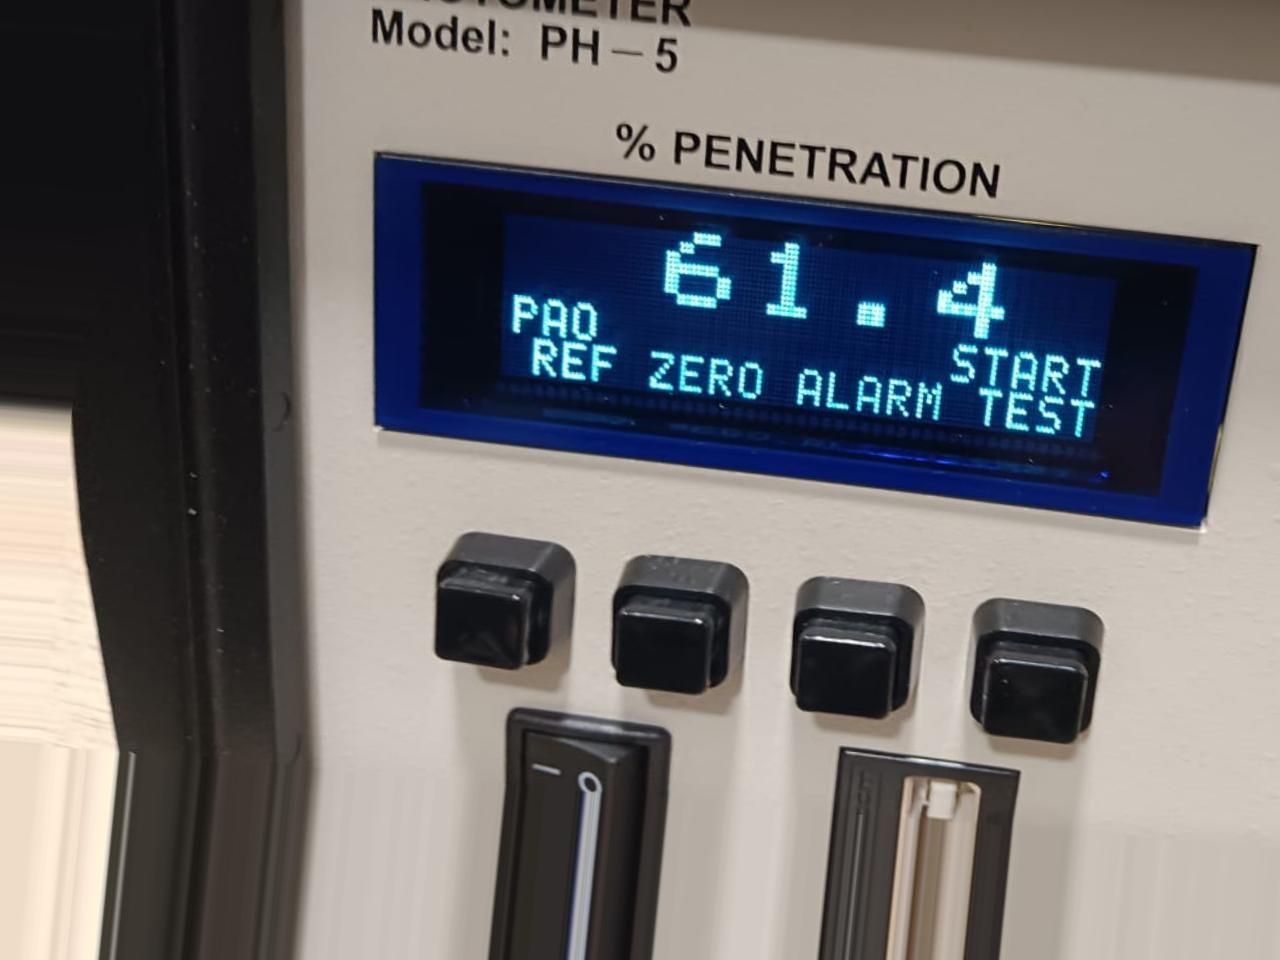 Model: PH – 5
% PENETRATION
61.4
PAO
START
REF ZERO ALARM TEST